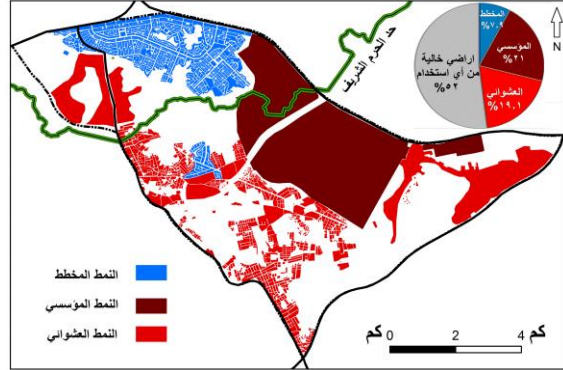 المخطط
%٧.٩
المؤسسي
%٢١
العشوائي
%١٩.١
اراضي خالية
من أي استخدام
%٥٢
N
حد الحرم الشريف
النمط المخطط
النمط المؤسسي
النمط العشوائي
كم 0 2 4 كم